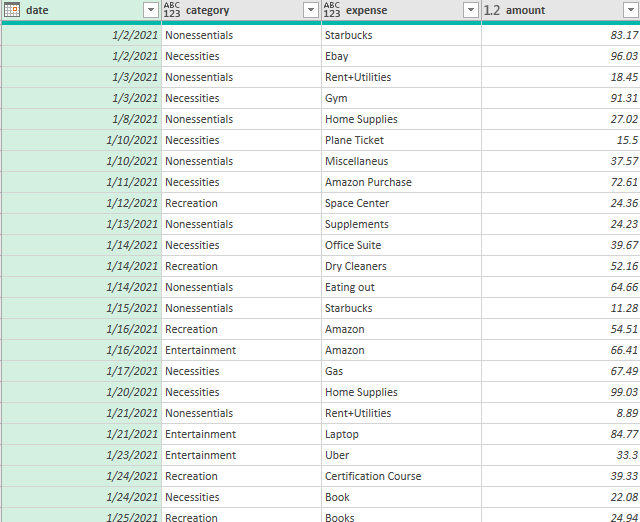 date ABC 123 category ABC 123 expense 1.2 amount
1/2/2021 Nonessentials Starbucks 83.17
1/2/2021 Necessities Ebay 96.03
1/3/2021 Nonessentials Rent+Utilities 18.45
1/3/2021 Necessities Gym 91.31
1/8/2021 Nonessentials Home Supplies 27.02
1/10/2021 Necessities Plane Ticket 15.5
1/10/2021 Nonessentials Miscellaneus 37.57
1/11/2021 Necessities Amazon Purchase 72.61
1/12/2021 Recreation Space Center 24.36
1/13/2021 Nonessentials Supplements 24.23
1/14/2021 Necessities Office Suite 39.67
1/14/2021 Recreation Dry Cleaners 52.16
1/14/2021 Nonessentials Eating out 64.66
1/15/2021 Nonessentials Starbucks 11.28
1/16/2021 Recreation Amazon 54.51
1/16/2021 Entertainment Amazon 66.41
1/17/2021 Necessities Gas 67.49
1/20/2021 Necessities Home Supplies 99.03
1/21/2021 Nonessentials Rent+Utilities 8.89
1/21/2021 Entertainment Laptop 84.77
1/23/2021 Entertainment Uber 33.3
1/24/2021 Recreation Certification Course 39.33
1/24/2021 Necessities Book 22.08
1/25/2021 Recreation Books 24.94